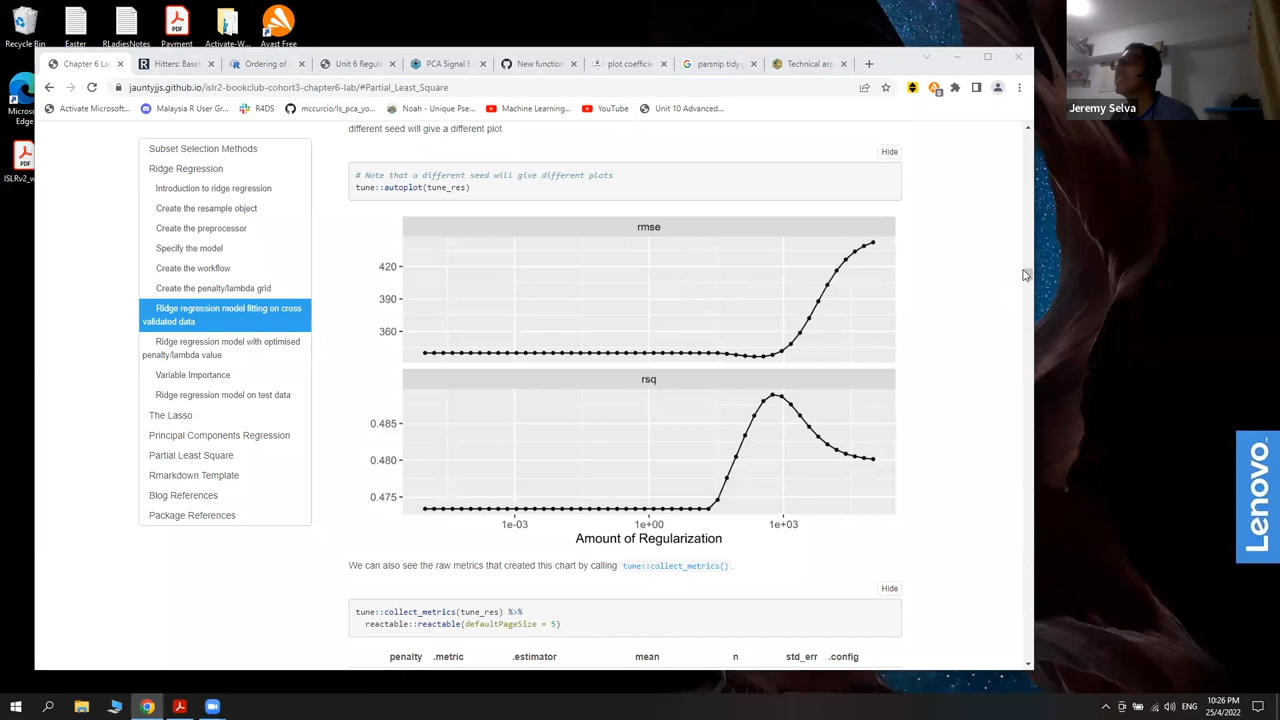 Recycle Bin
Easter
RLadiesNotes
Payment
Activate-W...
Avast Free
Microsoft Edge
ISLRv2_w
Chapter 6 La
Hitters: Baseb
Ordering of
Unit 6 Regula
PCA Signal E
New function
plot coefficie
parsnip tidy.
Technical asp
jauntyjjs.github.io/islr2-bookclub-cohort3-chapter6-lab/#Partial_Least_Square
Activate Microsoft...
Malaysia R User Gr...
R4DS
mccurcio/ls_pca_yo...
Noah - Unique Pse...
Machine Learning...
YouTube
Unit 10 Advanced...
Jeremy Selva
Subset Selection Methods
Ridge Regression
Introduction to ridge regression
Create the resample object
Create the preprocessor
Specify the model
Create the workflow
Create the penalty/lambda grid
Ridge regression model fitting on cross
validated data
Ridge regression model with optimised
penalty/lambda value
Variable Importance
Ridge regression model on test data
The Lasso
Principal Components Regression
Partial Least Square
Rmarkdown Template
Blog References
Package References
different seed will give a different plot
Hide
# Note that a different seed will give different plots
tune::autoplot(tune_res)
rmse
420
390
360
rsq
0.485
0.480
0.475
1e-03
1e+00
1e+03
Amount of Regularization
We can also see the raw metrics that created this chart by calling tune::collect_metrics().
Hide
tune::collect_metrics(tune_res) %>%
reactable::reactable(defaultPageSize = 5)
penalty .metric .estimator mean n std_err .config
Lenovo
ENG
10:26 PM
25/4/2022